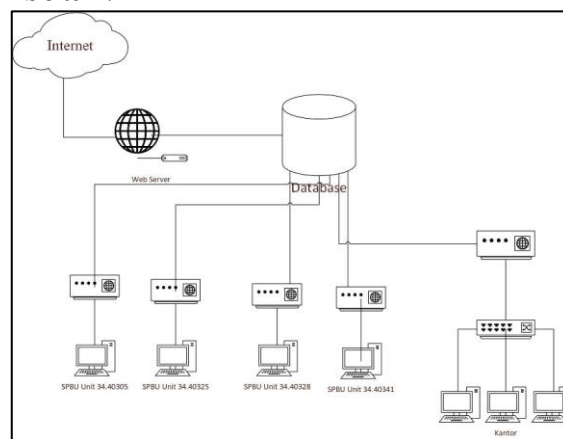 Internet
Web Server
Database
SPBU Unit 34.40305
SPBU Unit 34.40325
SPBU Unit 34.40328
SPBU Unit 34.40341
Kantor